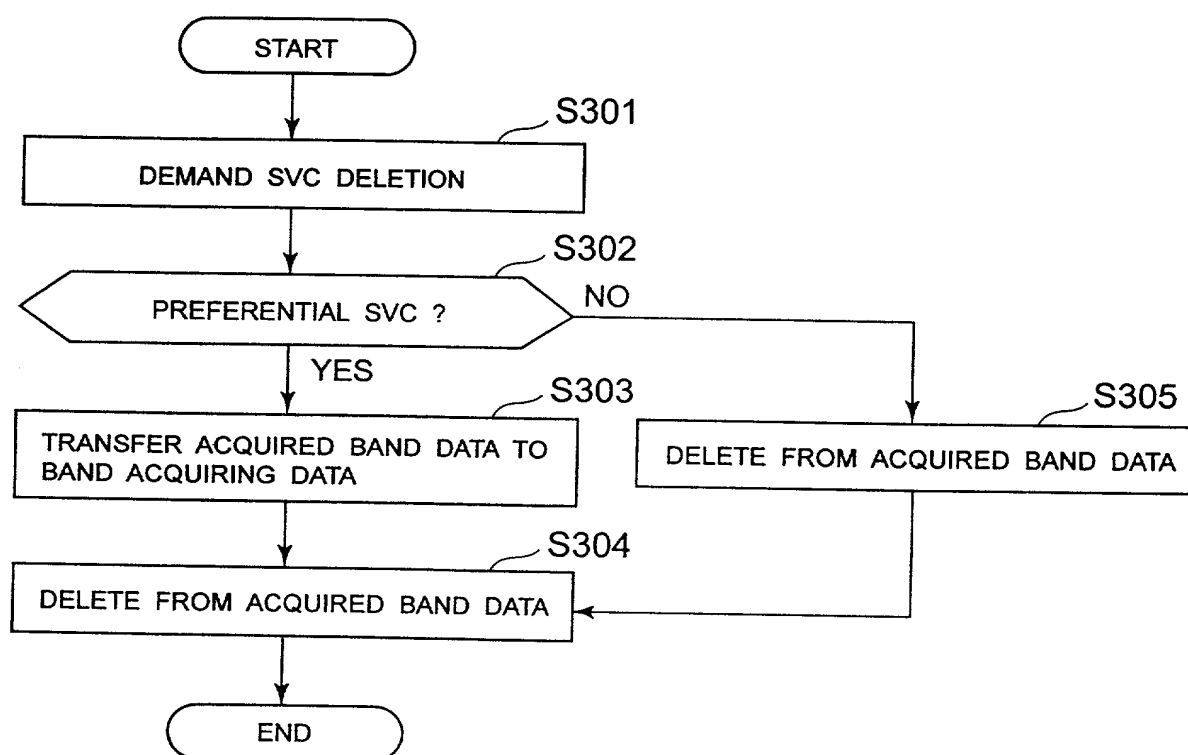 START
S301
DEMAND SVC DELETION
S302
PREFERENTIAL SVC ?
NO
YES
S303
TRANSFER ACQUIRED BAND DATA TO
BAND ACQUIRING DATA
S305
DELETE FROM ACQUIRED BAND DATA
S304
DELETE FROM ACQUIRED BAND DATA
END